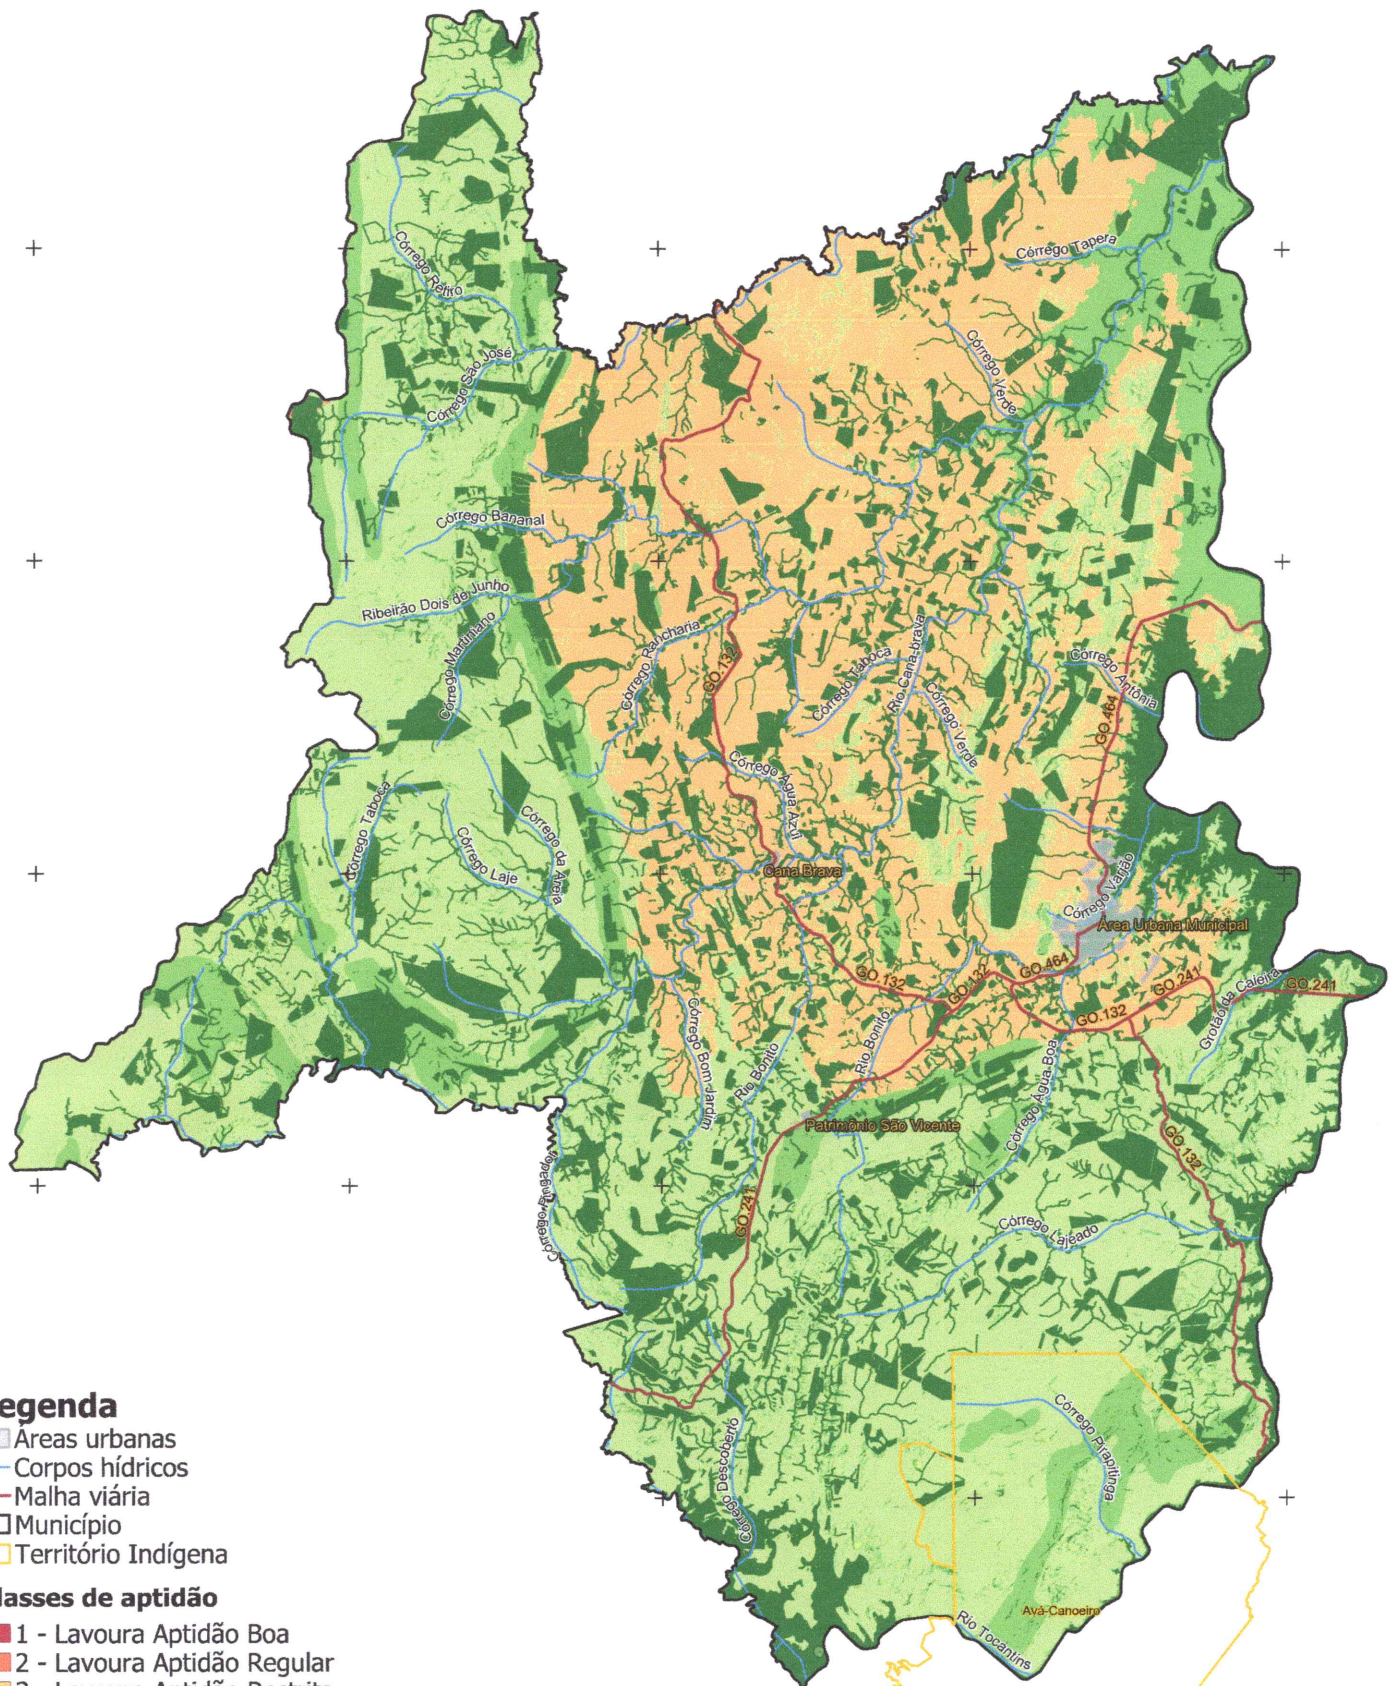 Córrego Tapera
Córrego Retiro
Córrego Verde
Córrego São José
Córrego Bananal
Ribeirão Dois de Junho
Córrego Martiniano
Córrego Rancharia
GO.132
Córrego Taboca
Rio Cana-brava
Córrego Verde
Córrego Antônia
GO.464
Córrego Água Azul
Córrego Taboca
Córrego Laje
Córrego da Areia
Cana Brava
Córrego Varjão
Área Urbana Municipal
GO.132
GO.132
GO.464
GO.241
Grotão da Caleira
GO.241
GO.132
Córrego Bom Jardim
Rio Bonito
Rio Bonito
Córrego Água-Boa
Patrimônio São Vicente
GO.132
Córrego Pingador
GO.241
Córrego Lajeado
Córrego Descoberto
Córrego Pirapitinga
Avá-Canoeiro
Rio Tocantins
egenda
Áreas urbanas
Corpos hídricos
Malha viária
Município
Território Indígena
lasses de aptidão
1 - Lavoura Aptidão Boa
2 - Lavoura Aptidão Regular